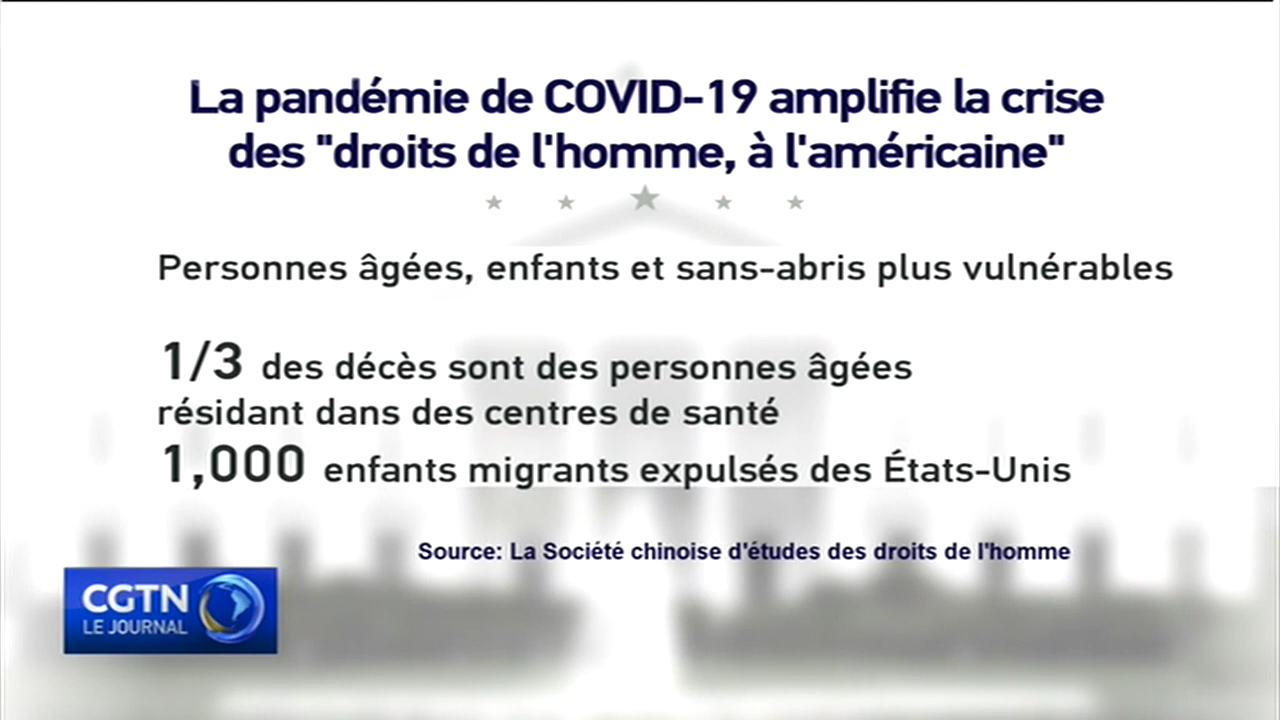 La pandémie de COVID-19 amplifie la crise
des "droits de l'homme, à l'américaine"
Personnes âgées, enfants et sans-abris plus vulnérables
1/3 des décès sont des personnes âgées
résidant dans des centres de santé
1,000 enfants migrants expulsés des États-Unis
Source: La Société chinoise d'études des droits de l'homme
CGTN
LE JOURNAL